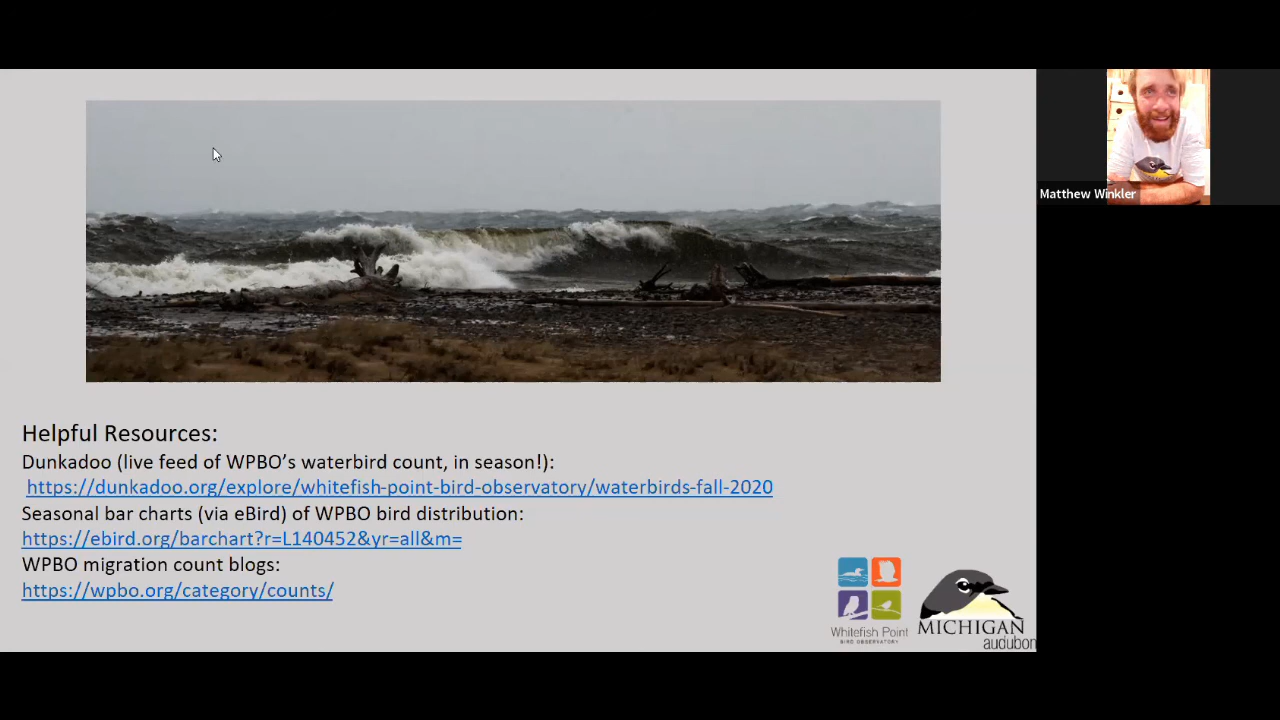 Matthew Winkler
Helpful Resources:
Dunkadoo (live feed of WPBO’s waterbird count, in season!):
https://dunkadoo.org/explore/whitefish-point-bird-observatory/waterbirds-fall-2020
Seasonal bar charts (via eBird) of WPBO bird distribution:
https://ebird.org/barchart?r=L140452&yr=all&m=
WPBO migration count blogs:
https://wpbo.org/category/counts/
Whitefish Point
BIRD OBSERVATORY
MICHIGAN
audubon